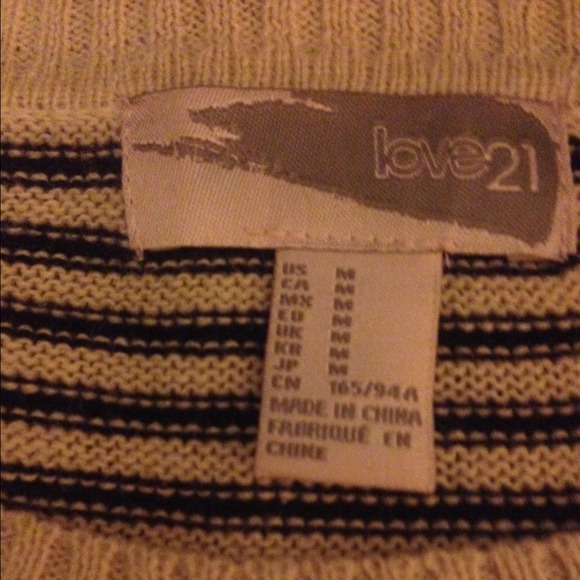 love21
US M
CA M
MX M
EU M
UK M
KR M
JP M
CN 165/94A
MADE IN CHINA
FABRIQUÉ EN
CHINE